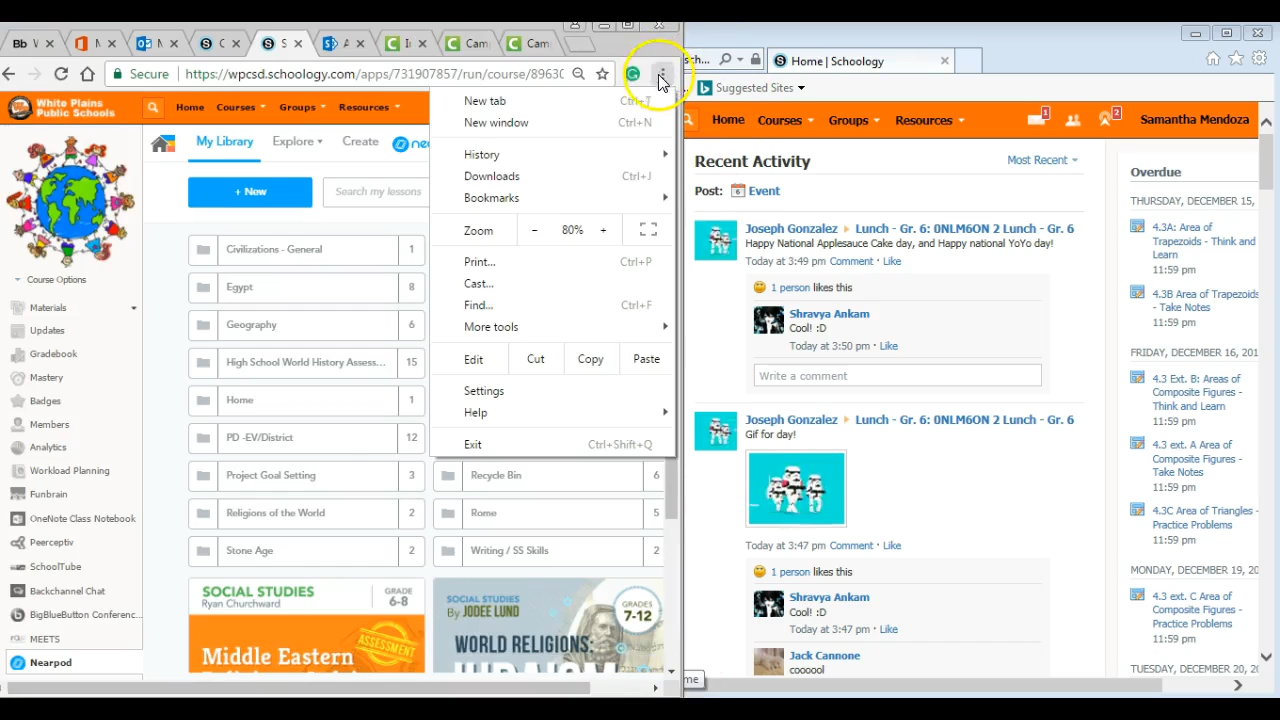 Bb
W
N
M
C
S
A
I
Cam
Cam
Secure
https://wpcsd.schoology.com/apps/731907857/run/course/8963
White Plains
Public Schools
Home
Courses
Groups
Resources
Course Options
Materials
Updates
Gradebook
Mastery
Badges
Members
Analytics
Workload Planning
Funbrain
OneNote Class Notebook
Peerceptiv
SchoolTube
Backchannel Chat
BigBlueButton Conferenc...
MEETS
Nearpod
My Library
Explore
Create
+ New
Search my lessons
Civilizations - General 1
Egypt 8
Geography 6
High School World History Assess... 15
Home 1
PD -EV/District 12
Project Goal Setting 3
Recycle Bin 6
Religions of the World 2
Rome 5
Stone Age 2
Writing / SS Skills 2
SOCIAL STUDIES
Ryan Churchward
GRADE
6-8
ASSESSMENT
Middle Eastern
SOCIAL STUDIES
By JODEE LUND
GRADES
7-12
WORLD RELIGIONS:
JUDAISM
New tab Ctrl+T
New window Ctrl+N
History
Downloads Ctrl+J
Bookmarks
Zoom - 80% +
Print... Ctrl+P
Cast...
Find... Ctrl+F
More tools
Edit Cut Copy Paste
Settings
Help
Exit Ctrl+Shift+Q
sch...
Home | Schoology
Suggested Sites
Home
Courses
Groups
Resources
1
2
Samantha Mendoza
Recent Activity
Most Recent
Post: 6 Event
Joseph Gonzalez Lunch - Gr. 6: 0NLM6ON 2 Lunch - Gr. 6
Happy National Applesauce Cake day, and Happy national YoYo day!
Today at 3:49 pm Comment · Like
1 person likes this
Shravya Ankam
Cool! :D
Today at 3:50 pm · Like
Write a comment
Joseph Gonzalez Lunch - Gr. 6: 0NLM6ON 2 Lunch - Gr. 6
Gif for day!
Today at 3:47 pm Comment · Like
1 person likes this
Shravya Ankam
Cool! :D
Today at 3:47 pm · Like
Jack Cannone
coooool
me
Overdue
THURSDAY, DECEMBER 15,
4.3A: Area of
Trapezoids - Think and
Learn
11:59 pm
4.3B Area of Trapezoids
- Take Notes
11:59 pm
FRIDAY, DECEMBER 16, 201
4.3 Ext. B: Areas of
Composite Figures -
Think and Learn
11:59 pm
4.3 ext. A Area of
Composite Figures -
Take Notes
11:59 pm
4.3C Area of Triangles -
Practice Problems
11:59 pm
MONDAY, DECEMBER 19, 20
4.3 ext. C Area of
Composite Figures -
Practice Problems
11:59 pm
TUESDAY, DECEMBER 20, 2